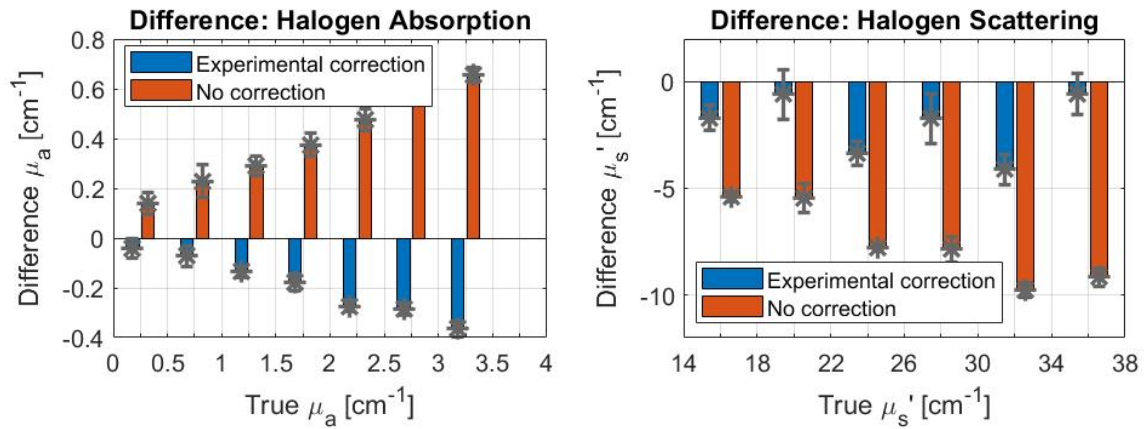 Difference: Halogen Absorption
Difference μa [cm-1]
0.8
0.6
0.4
0.2
0
-0.2
-0.4
Experimental correction
No correction
0 0.5 1 1.5 2 2.5 3 3.5 4
True μa [cm-1]
Difference: Halogen Scattering
Difference μs' [cm-1]
0
-5
-10
Experimental correction
No correction
14 18 22 26 30 34 38
True μs' [cm-1]